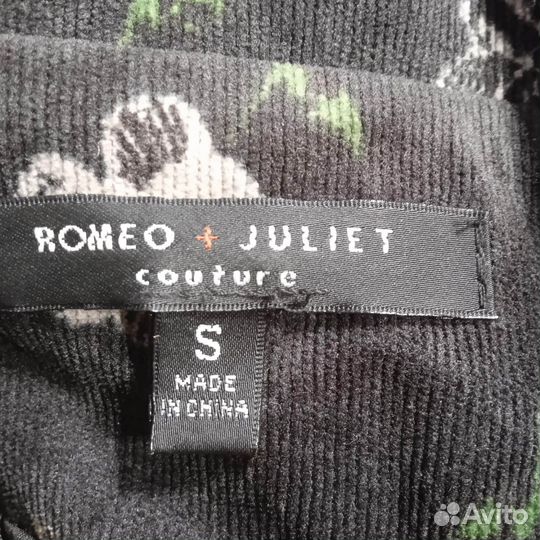 ROMEO + JULIET
couture
S
MADE
IN CHINA
Avito